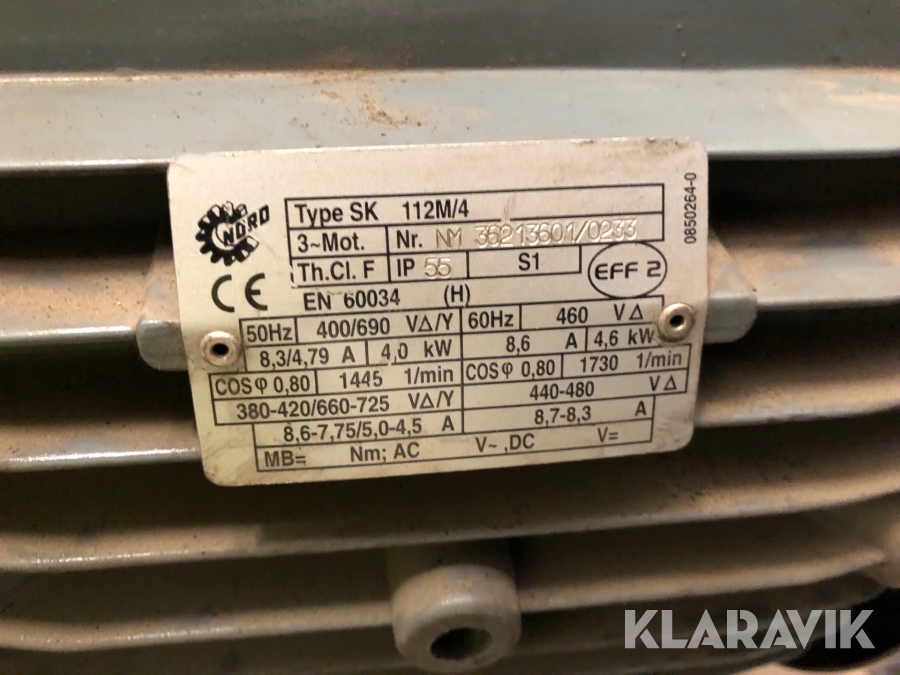 NORD
Type SK 112M/4
3~Mot. Nr. NM 36213601/0233
Th.Cl. F IP 55 S1
EFF 2
CE EN 60034 (H)
0850264-0
50Hz 400/690 VΔ/Y 60Hz 460 VΔ
8,3/4,79 A 4,0 kW 8,6 A 4,6 kW
COSφ 0,80 1445 1/min COSφ 0,80 1730 1/min
380-420/660-725 VΔ/Y 440-480 VΔ
8,6-7,75/5,0-4,5 A 8,7-8,3 A
MB= Nm; AC V~,DC V=
KLARAVIK